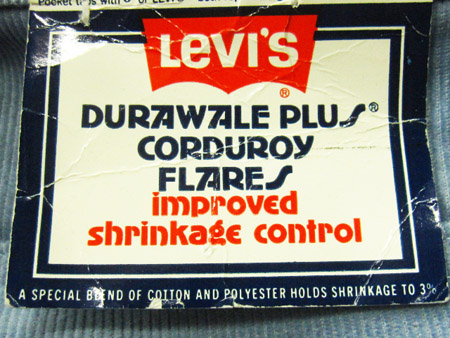 LEVI'S
®
DURAWALE PLUS®
CORDUROY
FLARES
improved
shrinkage control
A SPECIAL BLEND OF COTTON AND POLYESTER HOLDS SHRINKAGE TO 3%